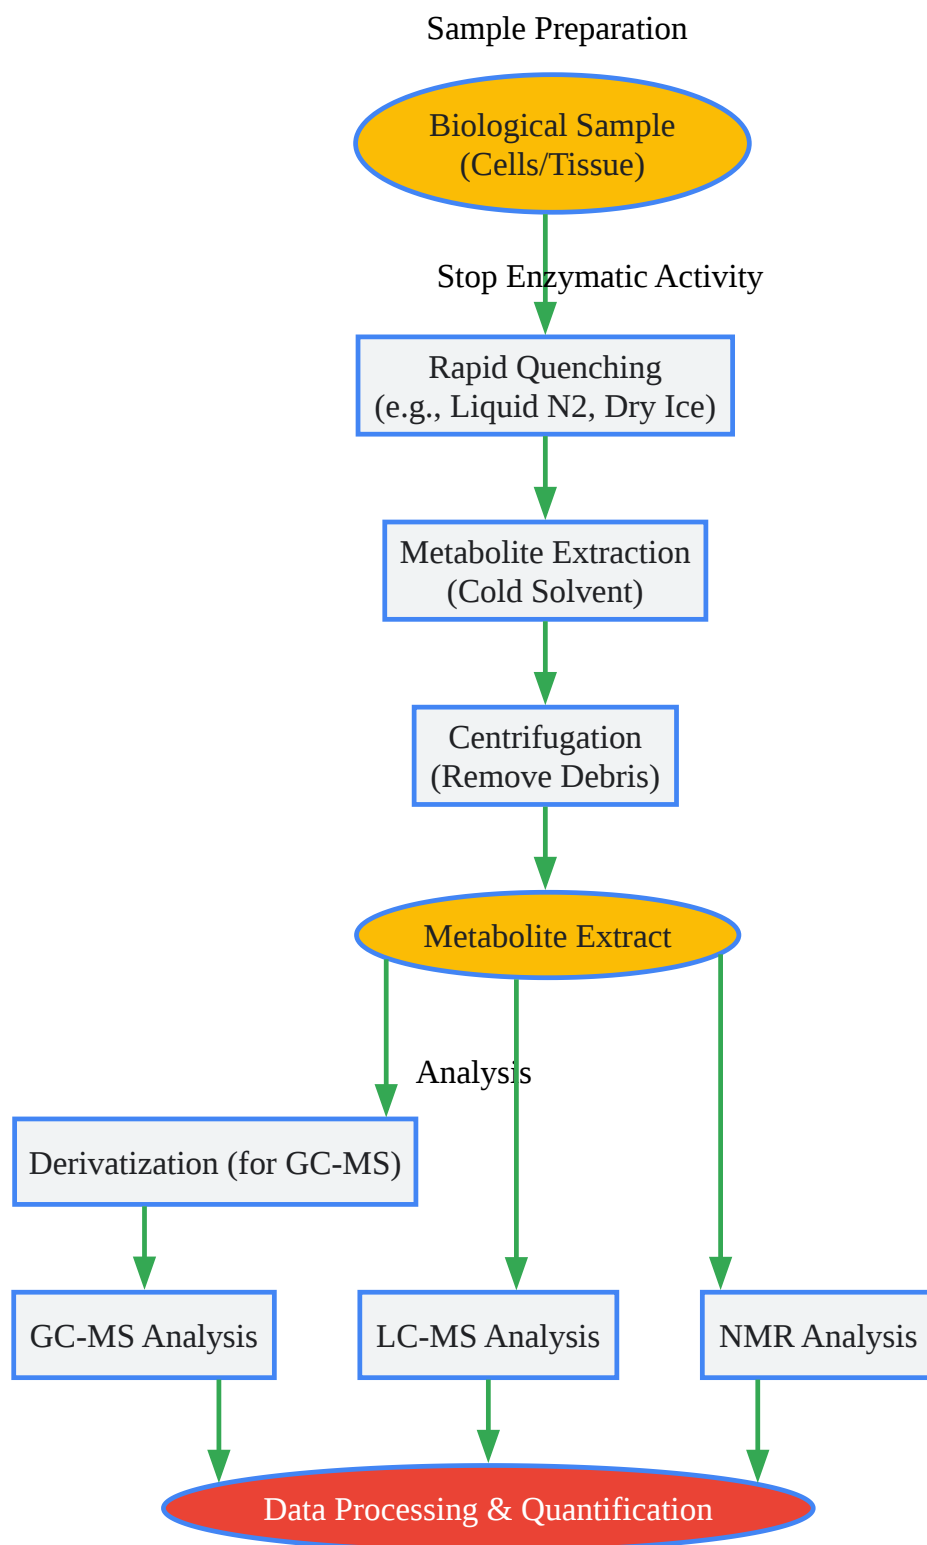 Sample Preparation
Biological Sample
(Cells/Tissue)
Stop Enzymatic Activity
Rapid Quenching
(e.g., Liquid N2, Dry Ice)
Metabolite Extraction
(Cold Solvent)
Centrifugation
(Remove Debris)
Metabolite Extract
Analysis
Derivatization (for GC-MS)
GC-MS Analysis
LC-MS Analysis
NMR Analysis
Data Processing & Quantification